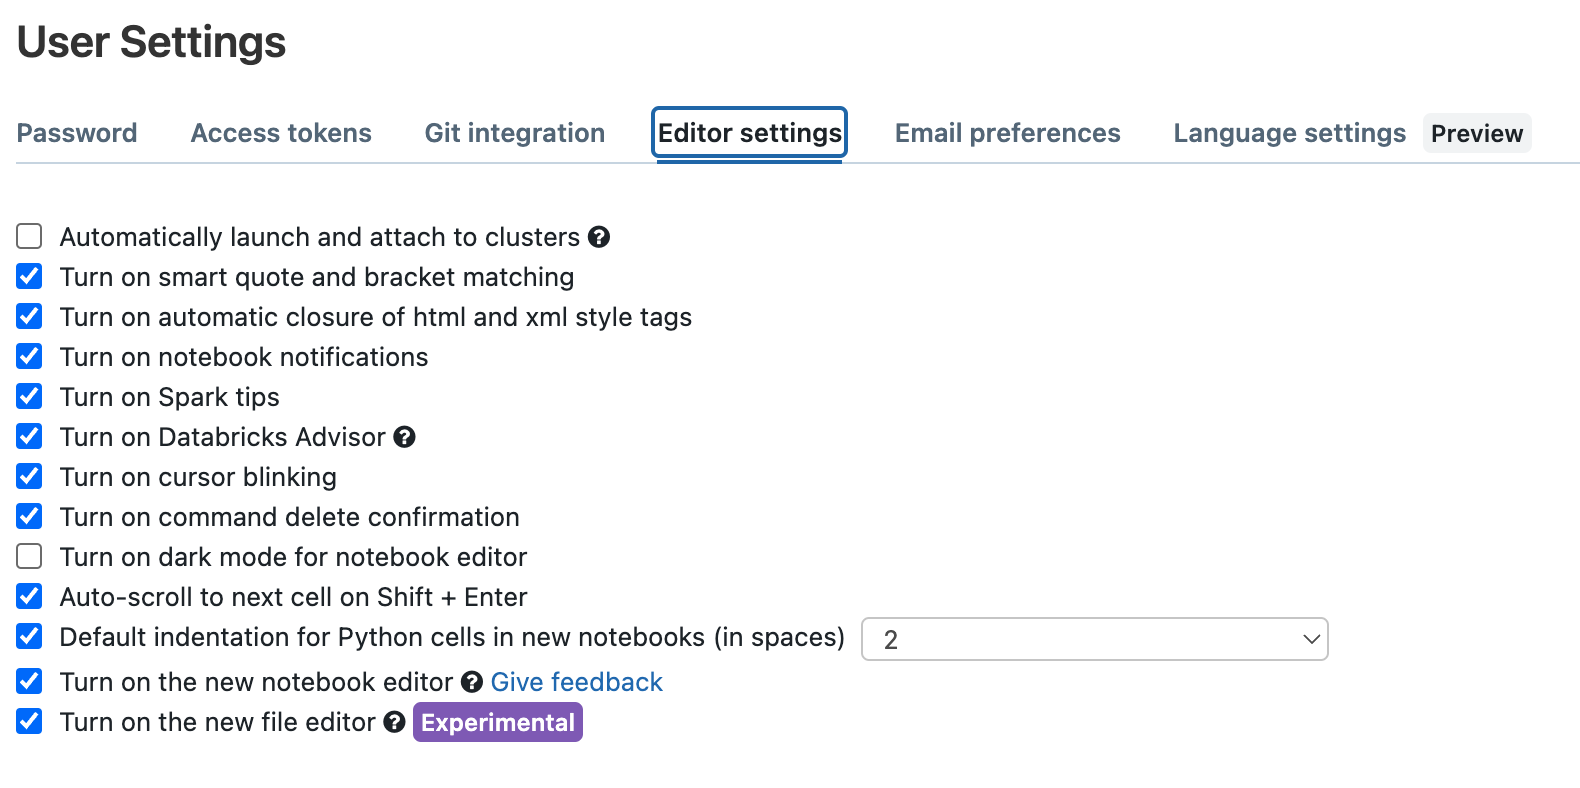 User Settings
Password Access tokens Git integration Editor settings Email preferences Language settings Preview
Automatically launch and attach to clusters ?
Turn on smart quote and bracket matching
Turn on automatic closure of html and xml style tags
Turn on notebook notifications
Turn on Spark tips
Turn on Databricks Advisor ?
Turn on cursor blinking
Turn on command delete confirmation
Turn on dark mode for notebook editor
Auto-scroll to next cell on Shift + Enter
Default indentation for Python cells in new notebooks (in spaces) 2
Turn on the new notebook editor ? Give feedback
Turn on the new file editor ? Experimental